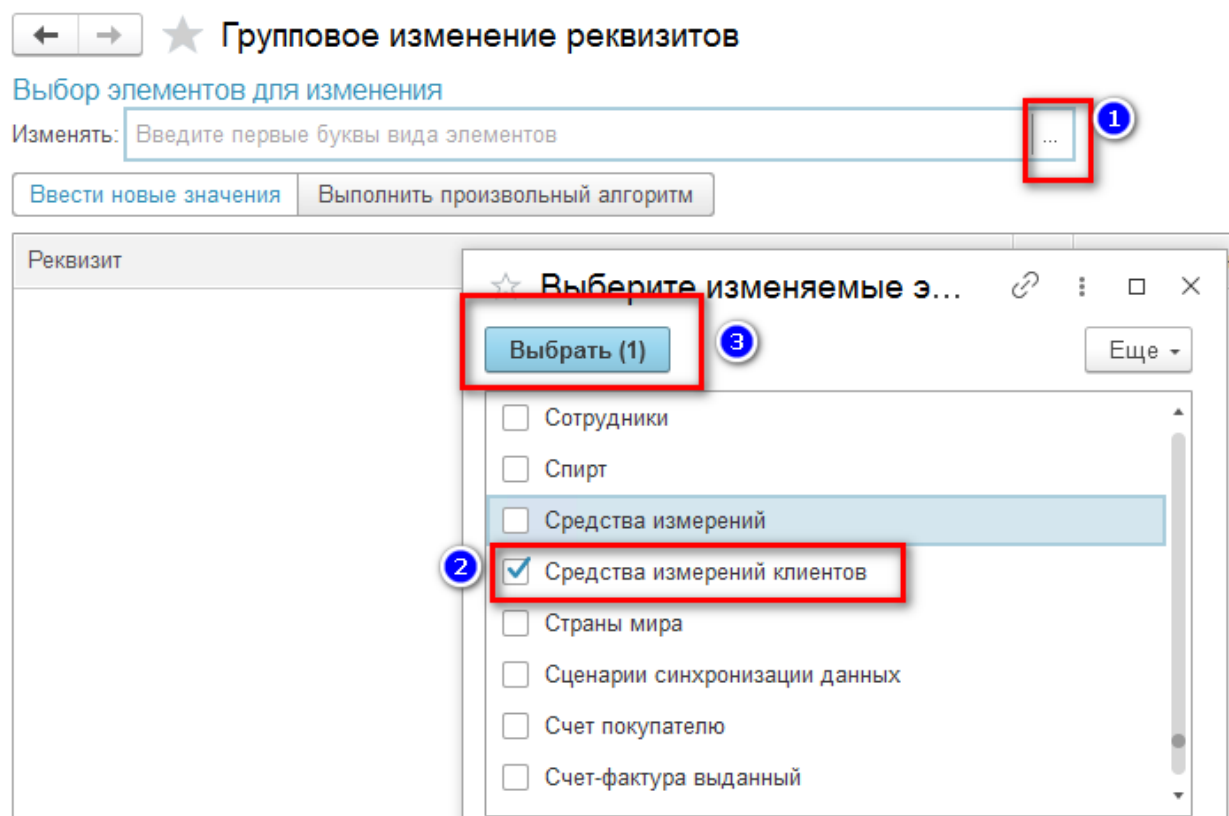 Групповое изменение реквизитов
Выбор элементов для изменения
Изменять: Введите первые буквы вида элементов ...
1
Ввести новые значения Выполнить произвольный алгоритм
Реквизит
Выберите изменяемые э...
Выбрать (1)
3
Еще
Сотрудники
Спирт
Средства измерений
2
Средства измерений клиентов
Страны мира
Сценарии синхронизации данных
Счет покупателю
Счет-фактура выданный